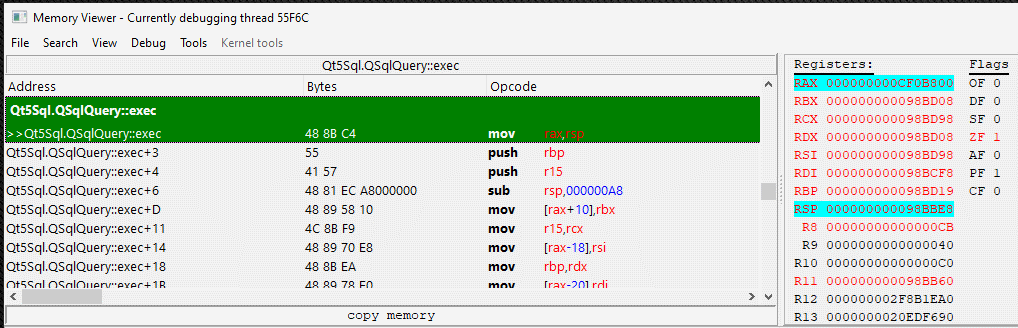 Memory Viewer - Currently debugging thread 55F6C
File Search View Debug Tools Kernel tools
Qt5Sql.QSqlQuery::exec
Address Bytes Opcode
Qt5Sql.QSqlQuery::exec
>>Qt5Sql.QSqlQuery::exec 48 8B C4 mov rax,rsp
Qt5Sql.QSqlQuery::exec+3 55 push rbp
Qt5Sql.QSqlQuery::exec+4 41 57 push r15
Qt5Sql.QSqlQuery::exec+6 48 81 EC A8000000 sub rsp,000000A8
Qt5Sql.QSqlQuery::exec+D 48 89 58 10 mov [rax+10],rbx
Qt5Sql.QSqlQuery::exec+11 4C 8B F9 mov r15,rcx
Qt5Sql.QSqlQuery::exec+14 48 89 70 E8 mov [rax-18],rsi
Qt5Sql.QSqlQuery::exec+18 48 8B EA mov rbp,rdx
Qt5Sql.QSqlQuery::exec+1B 48 89 78 E0 mov [rax-20],rdi
copy memory
Registers: Flags
RAX 000000000CF0B800 OF 0
RBX 000000000098BD08 DF 0
RCX 000000000098BD98 SF 0
RDX 000000000098BD08 ZF 1
RSI 000000000098BD98 AF 0
RDI 000000000098BCF8 PF 1
RBP 000000000098BD19 CF 0
RSP 000000000098BBE8
R8 00000000000000CB
R9 0000000000000040
R10 00000000000000C0
R11 000000000098BB60
R12 000000002F8B1EA0
R13 0000000020EDF690